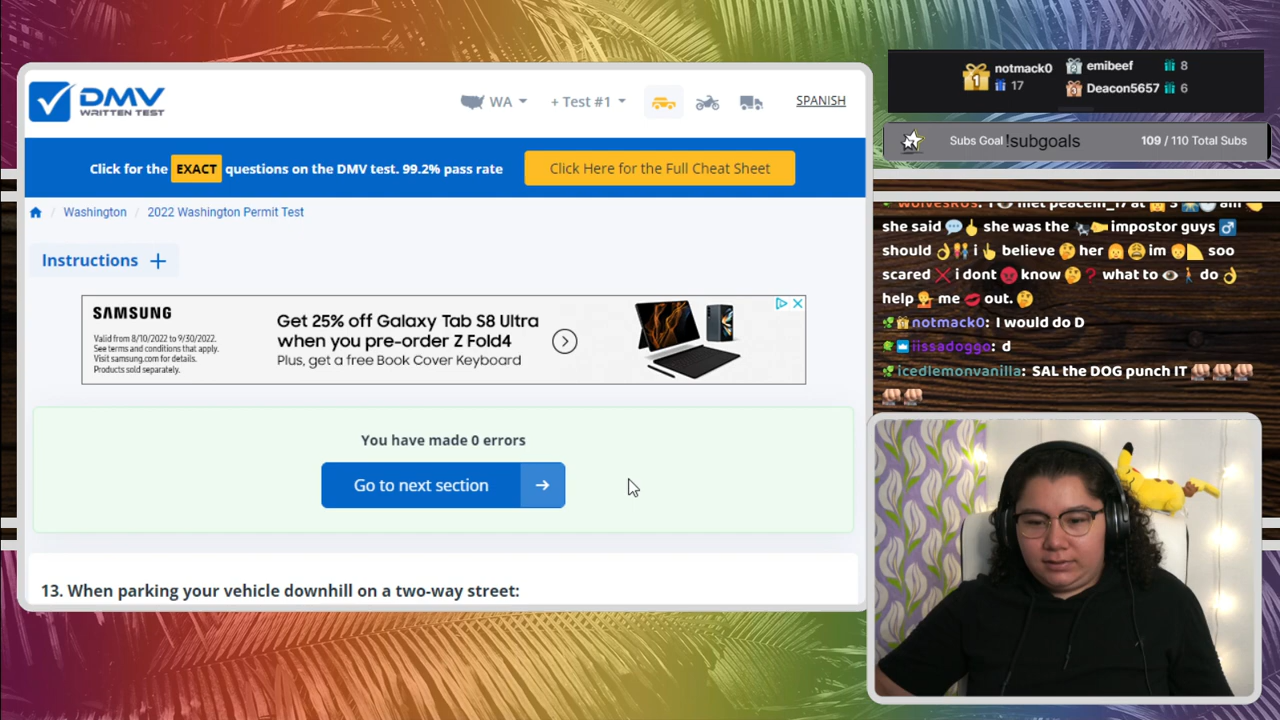 DMV
WRITTEN TEST
WA
+ Test #1
SPANISH
Click for the EXACT questions on the DMV test. 99.2% pass rate
Click Here for the Full Cheat Sheet
Washington / 2022 Washington Permit Test
Instructions +
SAMSUNG
Valid from 8/10/2022 to 9/30/2022.
See terms and conditions that apply.
Visit samsung.com for details.
Products sold separately.
Get 25% off Galaxy Tab S8 Ultra
when you pre-order Z Fold4
Plus, get a free Book Cover Keyboard
You have made 0 errors
Go to next section
13. When parking your vehicle downhill on a two-way street:
1 notmack0
17
2 emibeef 8
3 Deacon5657 6
Subs Goal !subgoals 109 / 110 Total Subs
she said 💬👆 she was the 🐄🫴 impostor guys ♂️
should 👌👫 i 👆 believe 🤔 her 👩😩 im 👨📐 soo
scared ❌ i dont 👿 know 🤔❓ what to 👁️🚶 do 👌
help 💁 me 💋 out. 🤔
notmack0: I would do D
iissadoggo: d
icedlemonvanilla: SAL the DOG punch IT 👊👊👊
👊👊